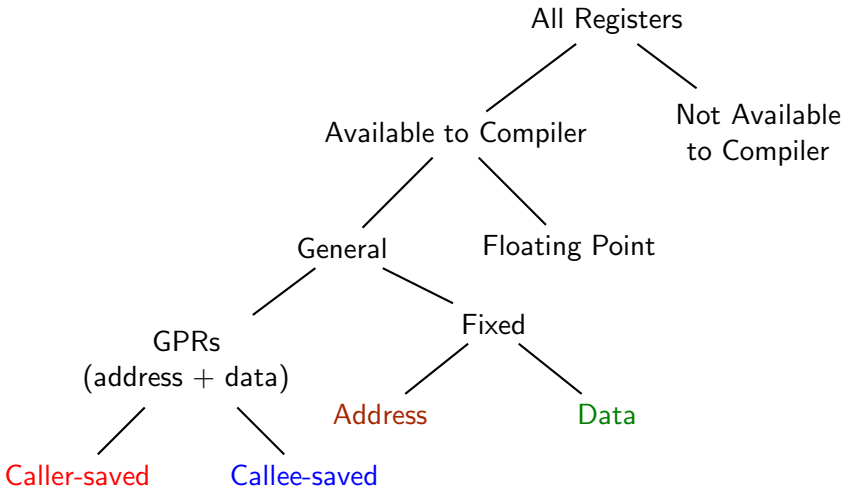 All Registers
Not Available
to Compiler
Available to Compiler
General
Floating Point
GPRs
(address + data)
Fixed
Address
Data
Caller-saved
Callee-saved